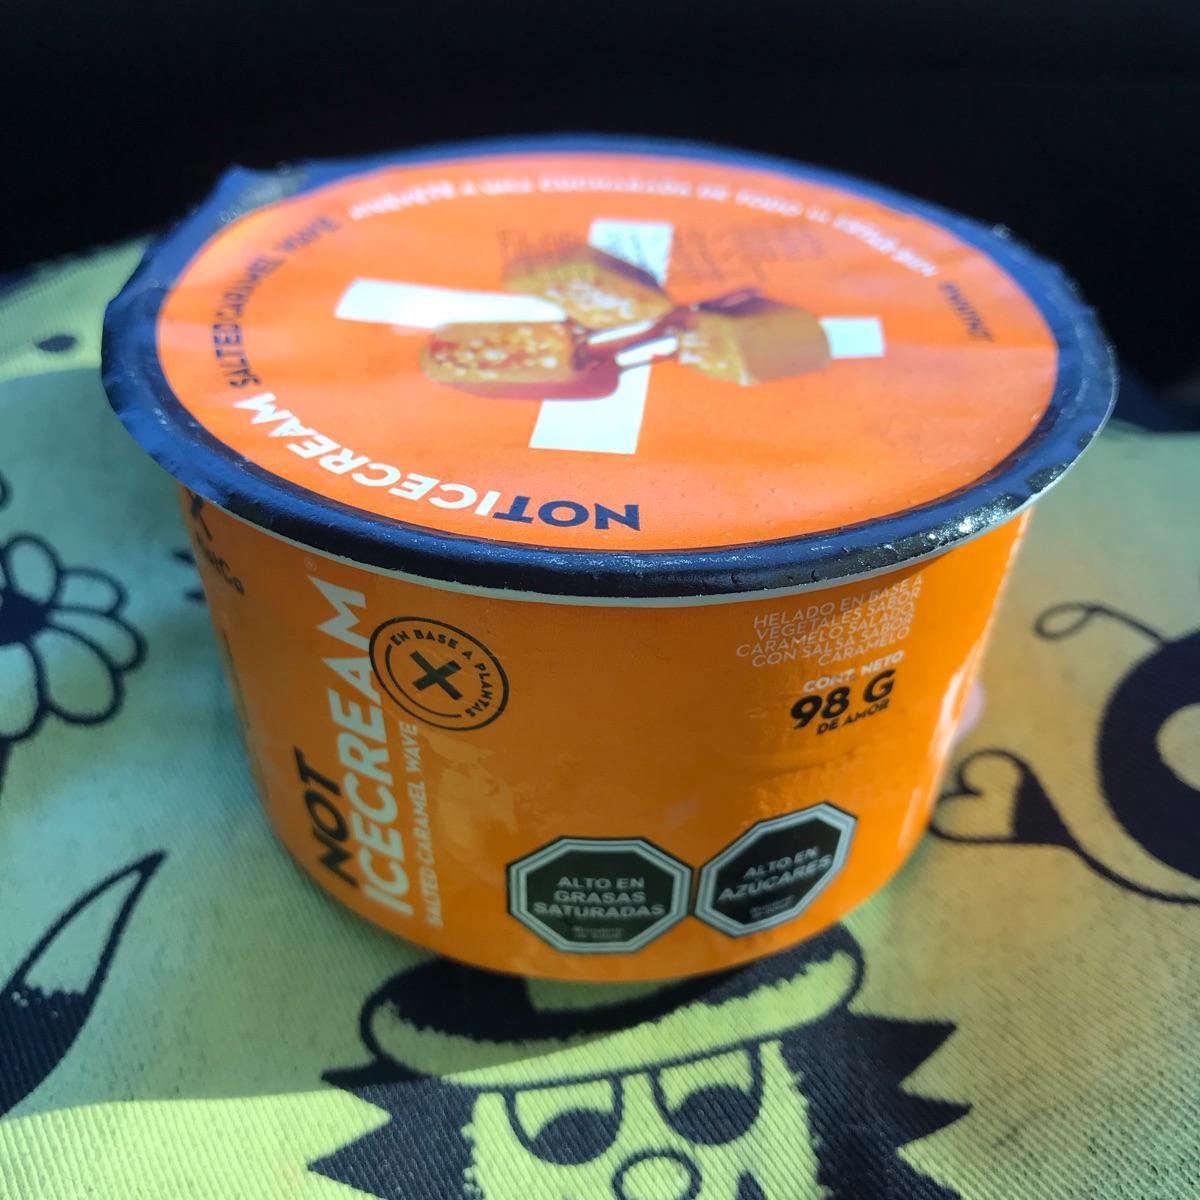 NOTICECREAM SALTED CARAMEL WAVE
NOT
ICECREAM®
SALTED CARAMEL WAVE
EN BASE A PLANTAS
HELADO EN BASE A
VEGETALES SABOR
CARAMELO SALADO
CON SALSA SABOR
CARAMELO
CONT. NETO
98 G
DE AMOR
ALTO EN
GRASAS
SATURADAS
ALTO EN
AZÚCARES